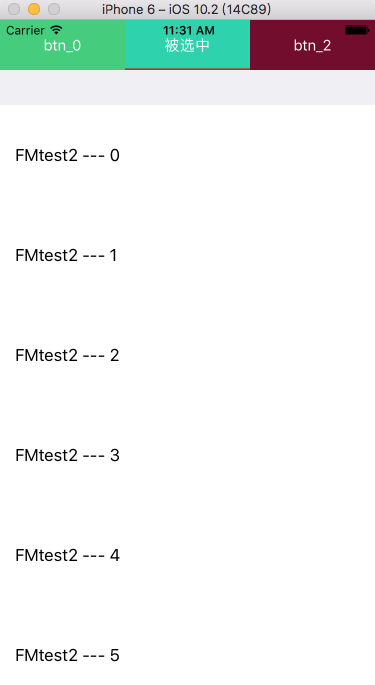 iPhone 6 – iOS 10.2 (14C89)
Carrier 11:31 AM
btn_0 被选中 btn_2
FMtest2 --- 0
FMtest2 --- 1
FMtest2 --- 2
FMtest2 --- 3
FMtest2 --- 4
FMtest2 --- 5